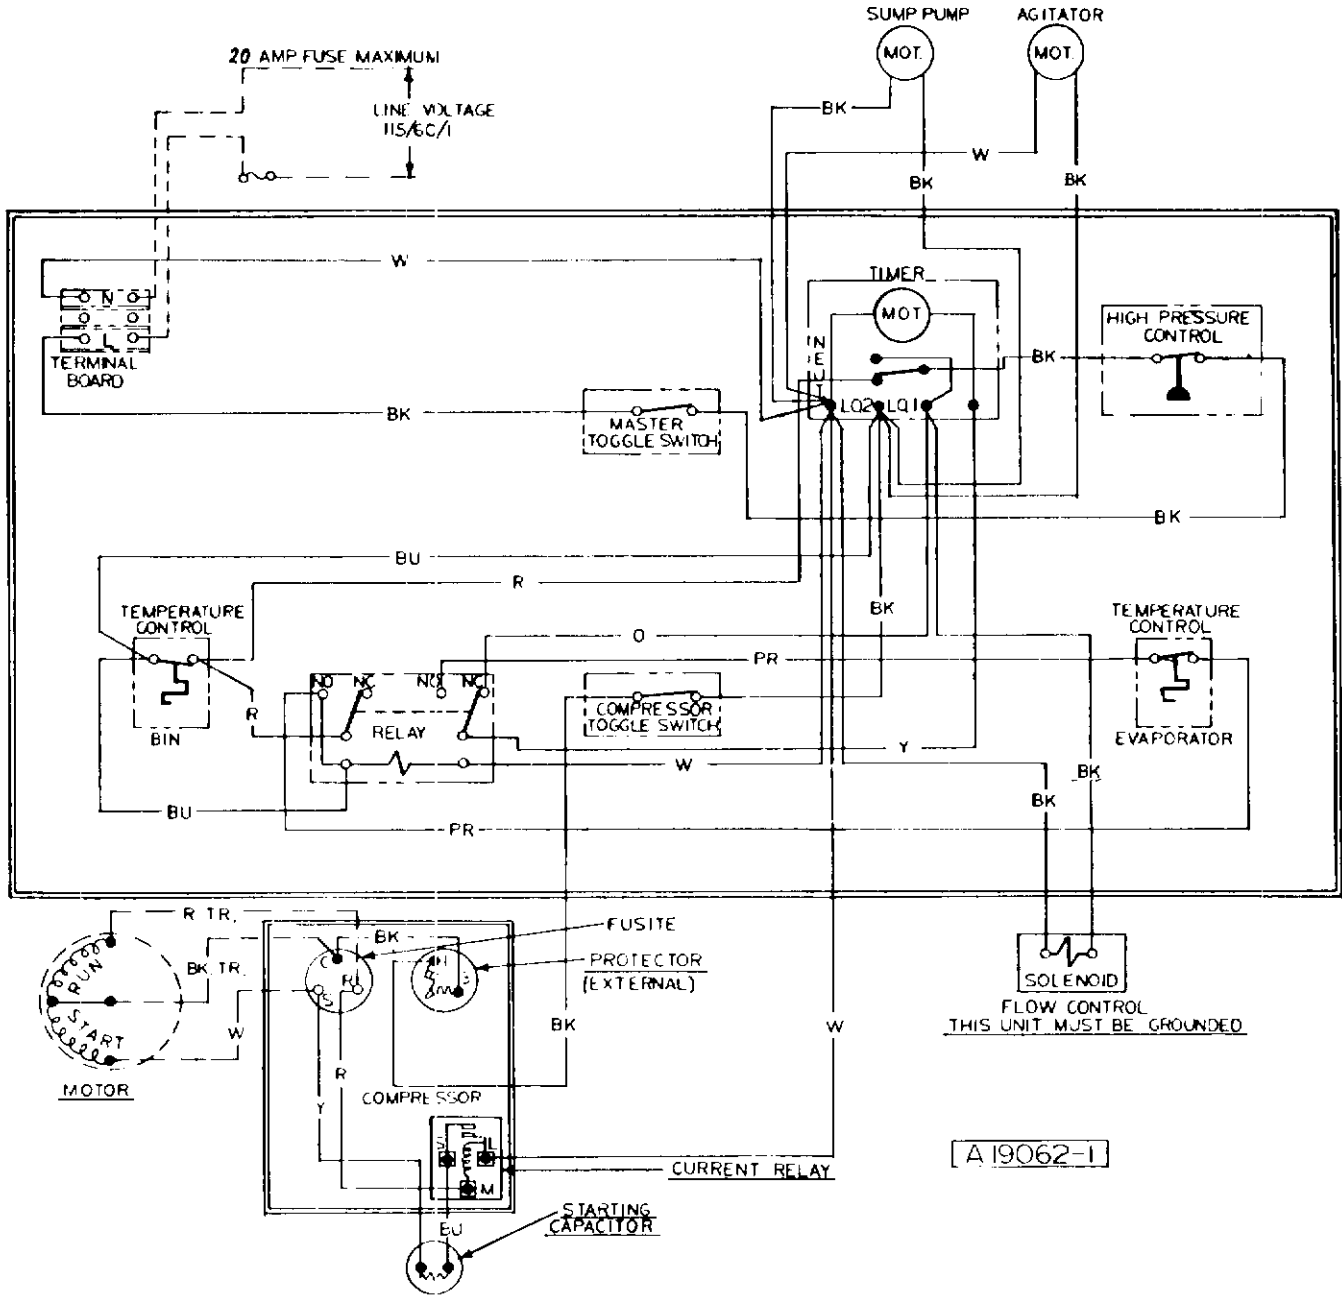 SUMP PUMP
AGITATOR
MOT.
MOT.
20 AMP FUSE MAXIMUM
LINE VOLTAGE
115/60/1
BK
W
BK
BK
W
TIMER
MOT
NEUT
LQ2
LQ1
N
L
TERMINAL
BOARD
HIGH PRESSURE
CONTROL
BK
BK
MASTER
TOGGLE SWITCH
BK
BU
R
BK
TEMPERATURE
CONTROL
BIN
O
PR
TEMPERATURE
CONTROL
EVAPORATOR
NO
NC
NO
NC
RELAY
R
COMPRESSOR
TOGGLE SWITCH
Y
W
BK
BK
BU
PR
R TR.
BK TR.
W
RUN
START
MOTOR
C
R
S
BK
FUSITE
PROTECTOR
(EXTERNAL)
3
BK
W
SOLENOID
FLOW CONTROL
THIS UNIT MUST BE GROUNDED
R
Y
COMPRESSOR
L
M
CURRENT RELAY
A19062-1
BU
STARTING
CAPACITOR